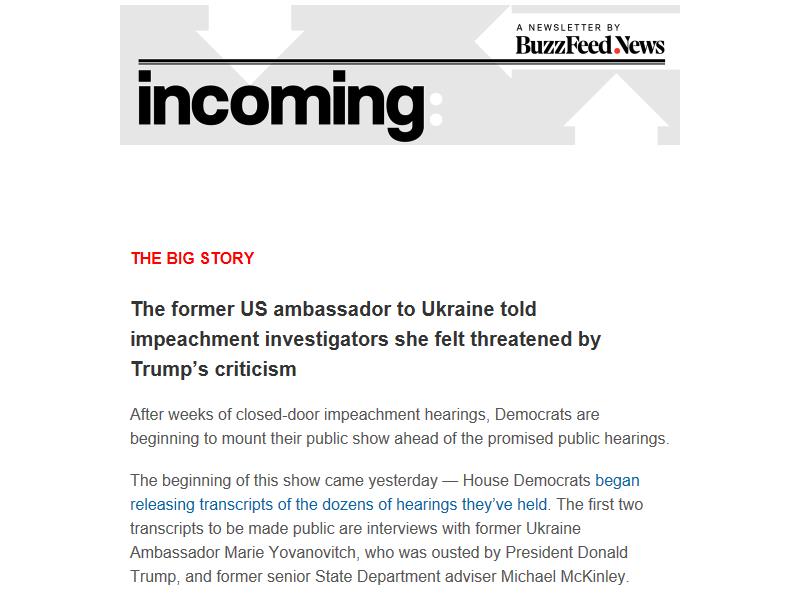 A NEWSLETTER BY
BuzzFeed.News
incoming:
THE BIG STORY
The former US ambassador to Ukraine told
impeachment investigators she felt threatened by
Trump’s criticism
After weeks of closed-door impeachment hearings, Democrats are
beginning to mount their public show ahead of the promised public hearings.
The beginning of this show came yesterday — House Democrats began
releasing transcripts of the dozens of hearings they’ve held. The first two
transcripts to be made public are interviews with former Ukraine
Ambassador Marie Yovanovitch, who was ousted by President Donald
Trump, and former senior State Department adviser Michael McKinley.